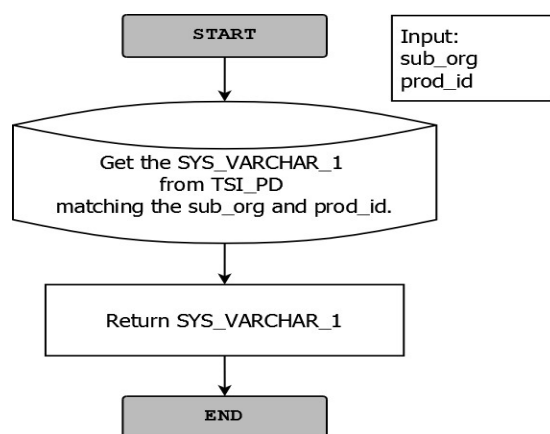 START
Input:
sub_org
prod_id
Get the SYS_VARCHAR_1
from TSI_PD
matching the sub_org and prod_id.
Return SYS_VARCHAR_1
END